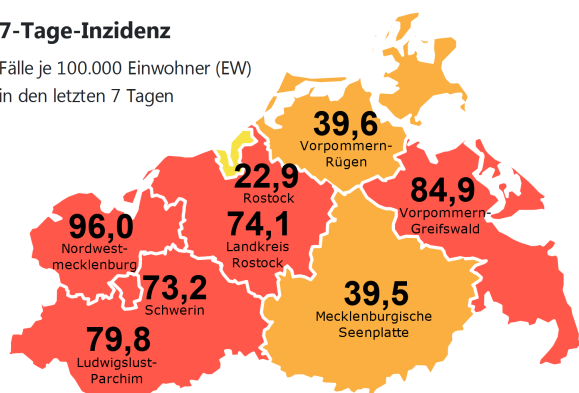 7-Tage-Inzidenz
Fälle je 100.000 Einwohner (EW)
in den letzten 7 Tagen
39,6
Vorpommern-
Rügen
22,9
Rostock
84,9
Vorpommern-
Greifswald
96,0
Nordwest-
mecklenburg
74,1
Landkreis
Rostock
73,2
Schwerin
39,5
Mecklenburgische
Seenplatte
79,8
Ludwigslust-
Parchim